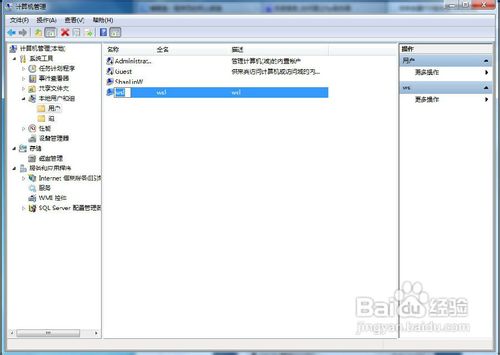 计算机管理
文件(F) 操作(A) 查看(V) 帮助(H)
计算机管理(本地)
系统工具
任务计划程序
事件查看器
共享文件夹
本地用户和组
用户
组
性能
设备管理器
存储
磁盘管理
服务和应用程序
Internet 信息服务(
服务
WMI 控件
SQL Server 配置管理器
名称 全名 描述
Administrat... 管理计算机(域)的内置帐户
Guest 供来宾访问计算机或访问域的内...
ShanLinW
wsl wsl wsl
操作
用户
更多操作
wsl
更多操作
Baidu 经验
jingyan.baidu.com